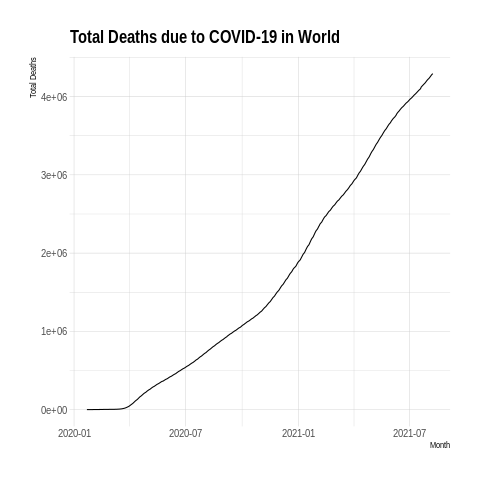 Total Deaths due to COVID-19 in World
Total Deaths
4e+06
3e+06
2e+06
1e+06
0e+00
2020-01 2020-07 2021-01 2021-07
Month